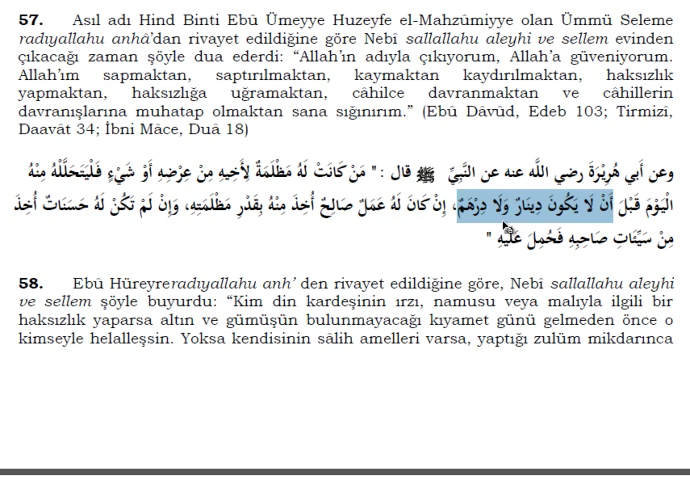 57. Asıl adı Hind Binti Ebû Ümeyye Huzeyfe el-Mahzûmiyye olan Ümmü Seleme
radıyallahu anhâ’dan rivayet edildiğine göre Nebî sallallahu aleyhi ve sellem evinden
çıkacağı zaman şöyle dua ederdi: “Allah’ın adıyla çıkıyorum, Allah’a güveniyorum.
Allah’ım sapmaktan, saptırılmaktan, kaymaktan kaydırılmaktan, haksızlık
yapmaktan, haksızlığa uğramaktan, câhilce davranmaktan ve câhillerin
davranışlarına muhatap olmaktan sana sığınırım.” (Ebû Dâvûd, Edeb 103; Tirmizî,
Daavât 34; İbni Mâce, Duâ 18)
وعن أَبي هُرَيْرَةَ رضي اللَّه عنه عن النَّبِيِّ ﷺ قال : " مَنْ كَانَتْ لَهُ مَظْلَمَةٌ لِأَخِيهِ مِنْ عِرْضِهِ أَوْ شَيْءٍ فَلْيَتَحَلَّلْهُ مِنْهُ
الْيَوْمَ قَبْلَ أَنْ لَا يَكُونَ دِينَارٌ وَلَا دِرْهَمٌ، إِنْ كَانَ لَهُ عَمَلٌ صَالِحٌ أُخِذَ مِنْهُ بِقَدْرِ مَظْلَمَتِهِ، وَإِنْ لَمْ تَكُنْ لَهُ حَسَنَاتٌ أُخِذَ
مِنْ سَيِّئَاتِ صَاحِبِهِ فَحُمِلَ عَلَيْهِ "
58. Ebû Hüreyreradıyallahu anh’ den rivayet edildiğine göre, Nebî sallallahu aleyhi
ve sellem şöyle buyurdu: “Kim din kardeşinin ırzı, namusu veya malıyla ilgili bir
haksızlık yaparsa altın ve gümüşün bulunmayacağı kıyamet günü gelmeden önce o
kimseyle helalleşsin. Yoksa kendisinin sâlih amelleri varsa, yaptığı zulüm mikdarınca